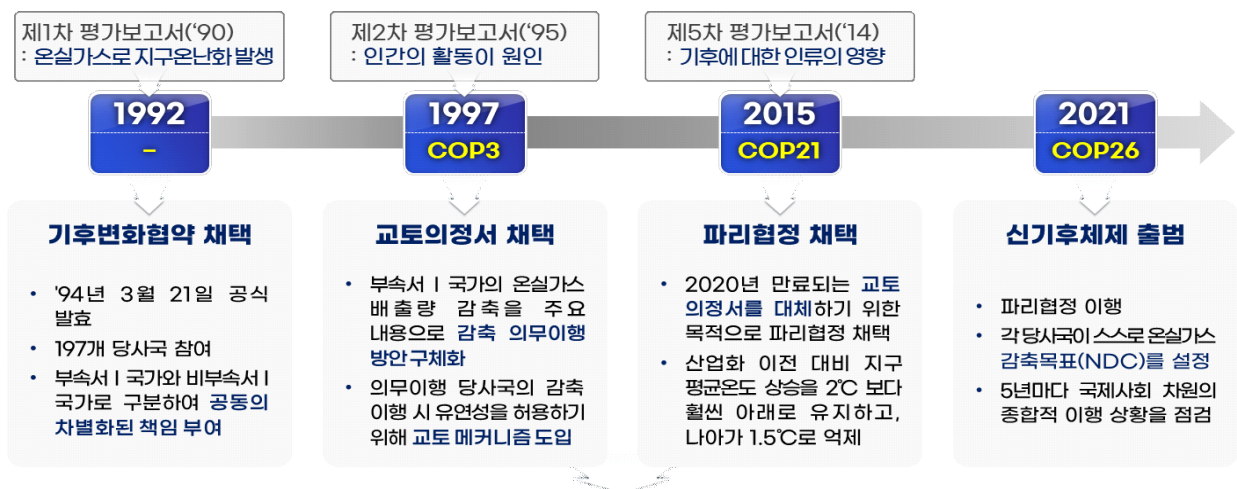 제1차 평가보고서(‘90)
: 온실가스로 지구온난화 발생
제2차 평가보고서(‘95)
: 인간의 활동이 원인
제5차 평가보고서(‘14)
: 기후에 대한 인류의 영향
1992
–
1997
COP3
2015
COP21
2021
COP26
기후변화협약 채택
• ’94년 3월 21일 공식
발효
• 197개 당사국 참여
• 부속서 I 국가와 비부속서 I
국가로 구분하여 공동의
차별화된 책임 부여
교토의정서 채택
• 부속서 I 국가의 온실가스
배출량 감축을 주요
내용으로 감축 의무이행
방안 구체화
• 의무이행 당사국의 감축
이행 시 유연성을 허용하기
위해 교토 메커니즘 도입
파리협정 채택
• 2020년 만료되는 교토
의정서를 대체하기 위한
목적으로 파리협정 채택
• 산업화 이전 대비 지구
평균온도 상승을 2℃ 보다
훨씬 아래로 유지하고,
나아가 1.5℃로 억제
신기후체제 출범
• 파리협정 이행
• 각 당사국이 스스로 온실가스
감축목표(NDC)를 설정
• 5년마다 국제사회 차원의
종합적 이행 상황을 점검